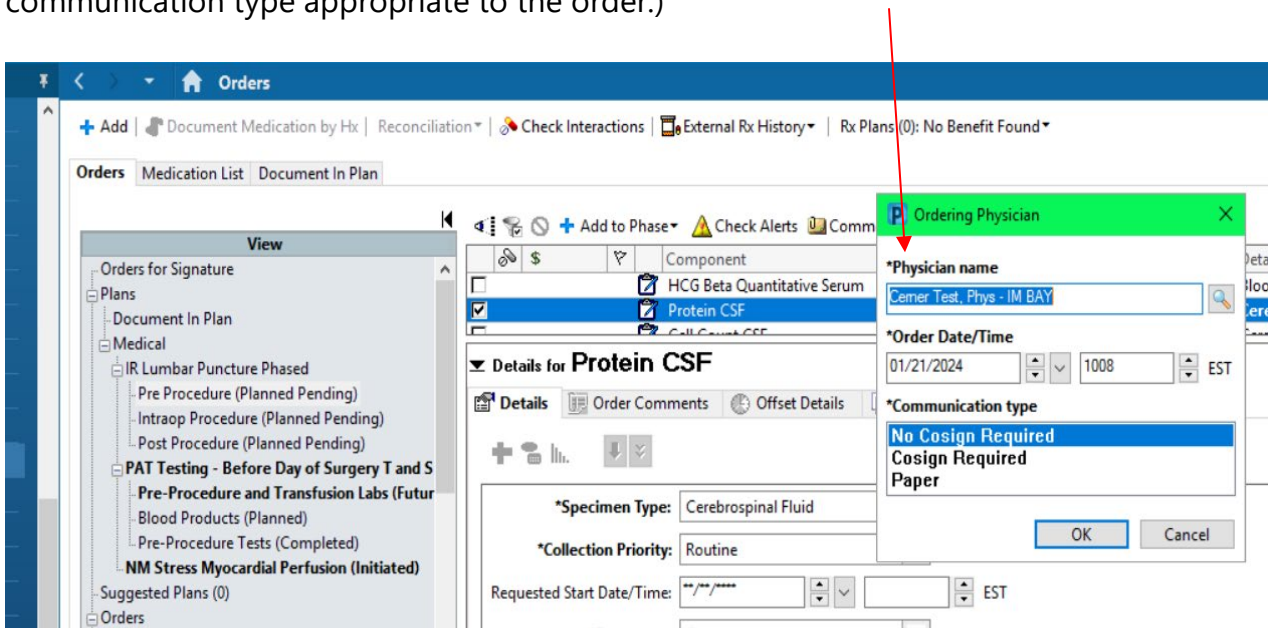 communication type appropriate to the order.)
Orders
Add Document Medication by Hx Reconciliation Check Interactions External Rx History Rx Plans (0): No Benefit Found
Orders Medication List Document In Plan
Add to Phase Check Alerts Comm
View
Orders for Signature
Plans
Document In Plan
Medical
IR Lumbar Puncture Phased
Pre Procedure (Planned Pending)
Intraop Procedure (Planned Pending)
Post Procedure (Planned Pending)
PAT Testing - Before Day of Surgery T and S
Pre-Procedure and Transfusion Labs (Futur
Blood Products (Planned)
Pre-Procedure Tests (Completed)
NM Stress Myocardial Perfusion (Initiated)
Suggested Plans (0)
Orders
$ Component
HCG Beta Quantitative Serum
Protein CSF
Cell Count CSF
Details for Protein CSF
Details Order Comments Offset Details
*Specimen Type: Cerebrospinal Fluid
*Collection Priority: Routine
Requested Start Date/Time: **/**/**** EST
P Ordering Physician
*Physician name
Cerner Test, Phys - IM BAY
*Order Date/Time
01/21/2024 1008 EST
*Communication type
No Cosign Required
Cosign Required
Paper
OK Cancel